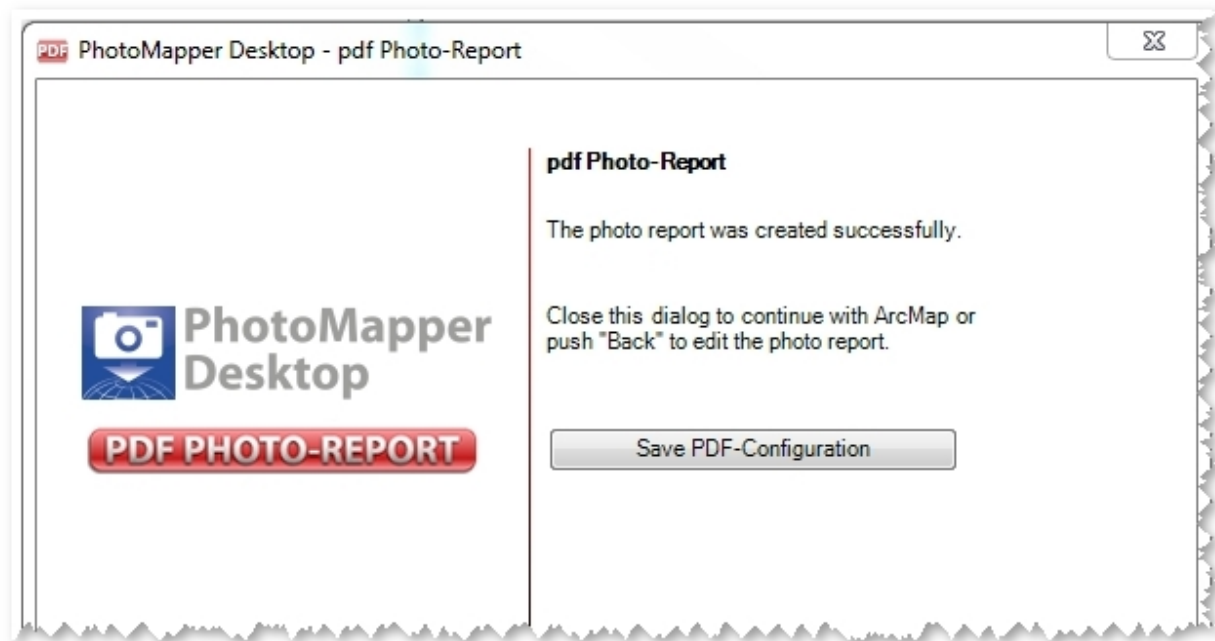 PDF PhotoMapper Desktop - pdf Photo-Report
pdf Photo-Report
The photo report was created successfully.
Close this dialog to continue with ArcMap or
push "Back" to edit the photo report.
PhotoMapper
Desktop
PDF PHOTO-REPORT
Save PDF-Configuration